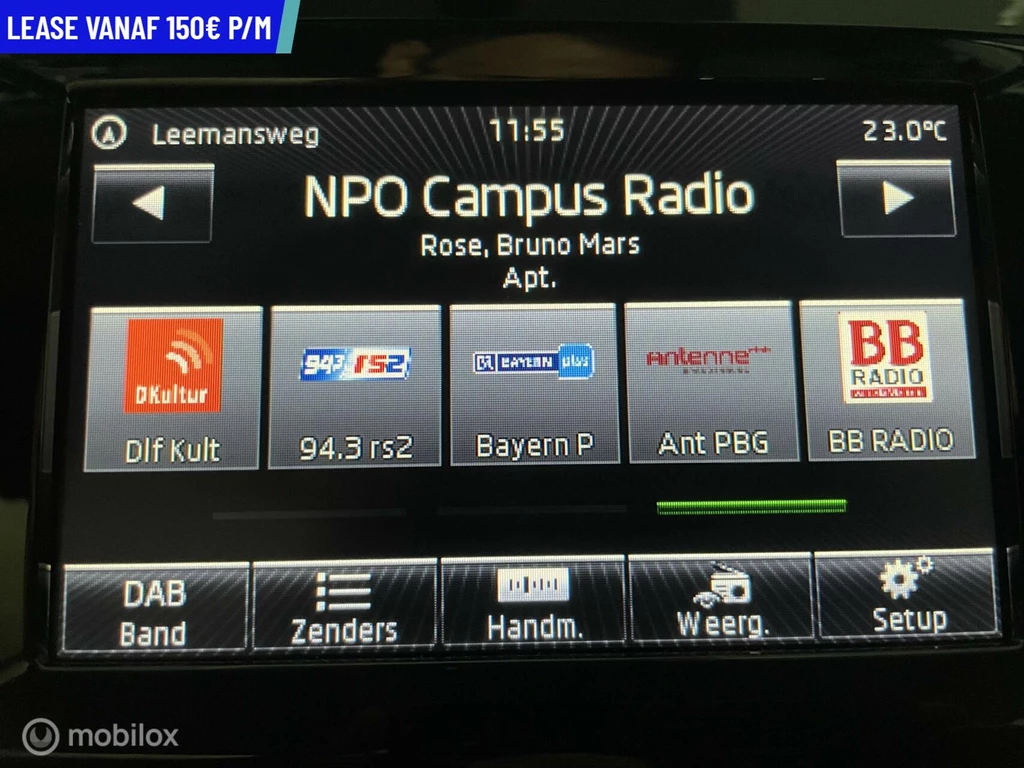 LEASE VANAF 150€ P/M
Leemansweg
11:55
23.0°C
NPO Campus Radio
Rose, Bruno Mars
Apt.
DKultur
94.3 rs2
BR BAYERN plus
Antenne
BB
RADIO
Dlf Kult
94.3 rs2
Bayern P
Ant PBG
BB RADIO
DAB
Band
Zenders
Handm.
Weerg.
Setup
mobilox